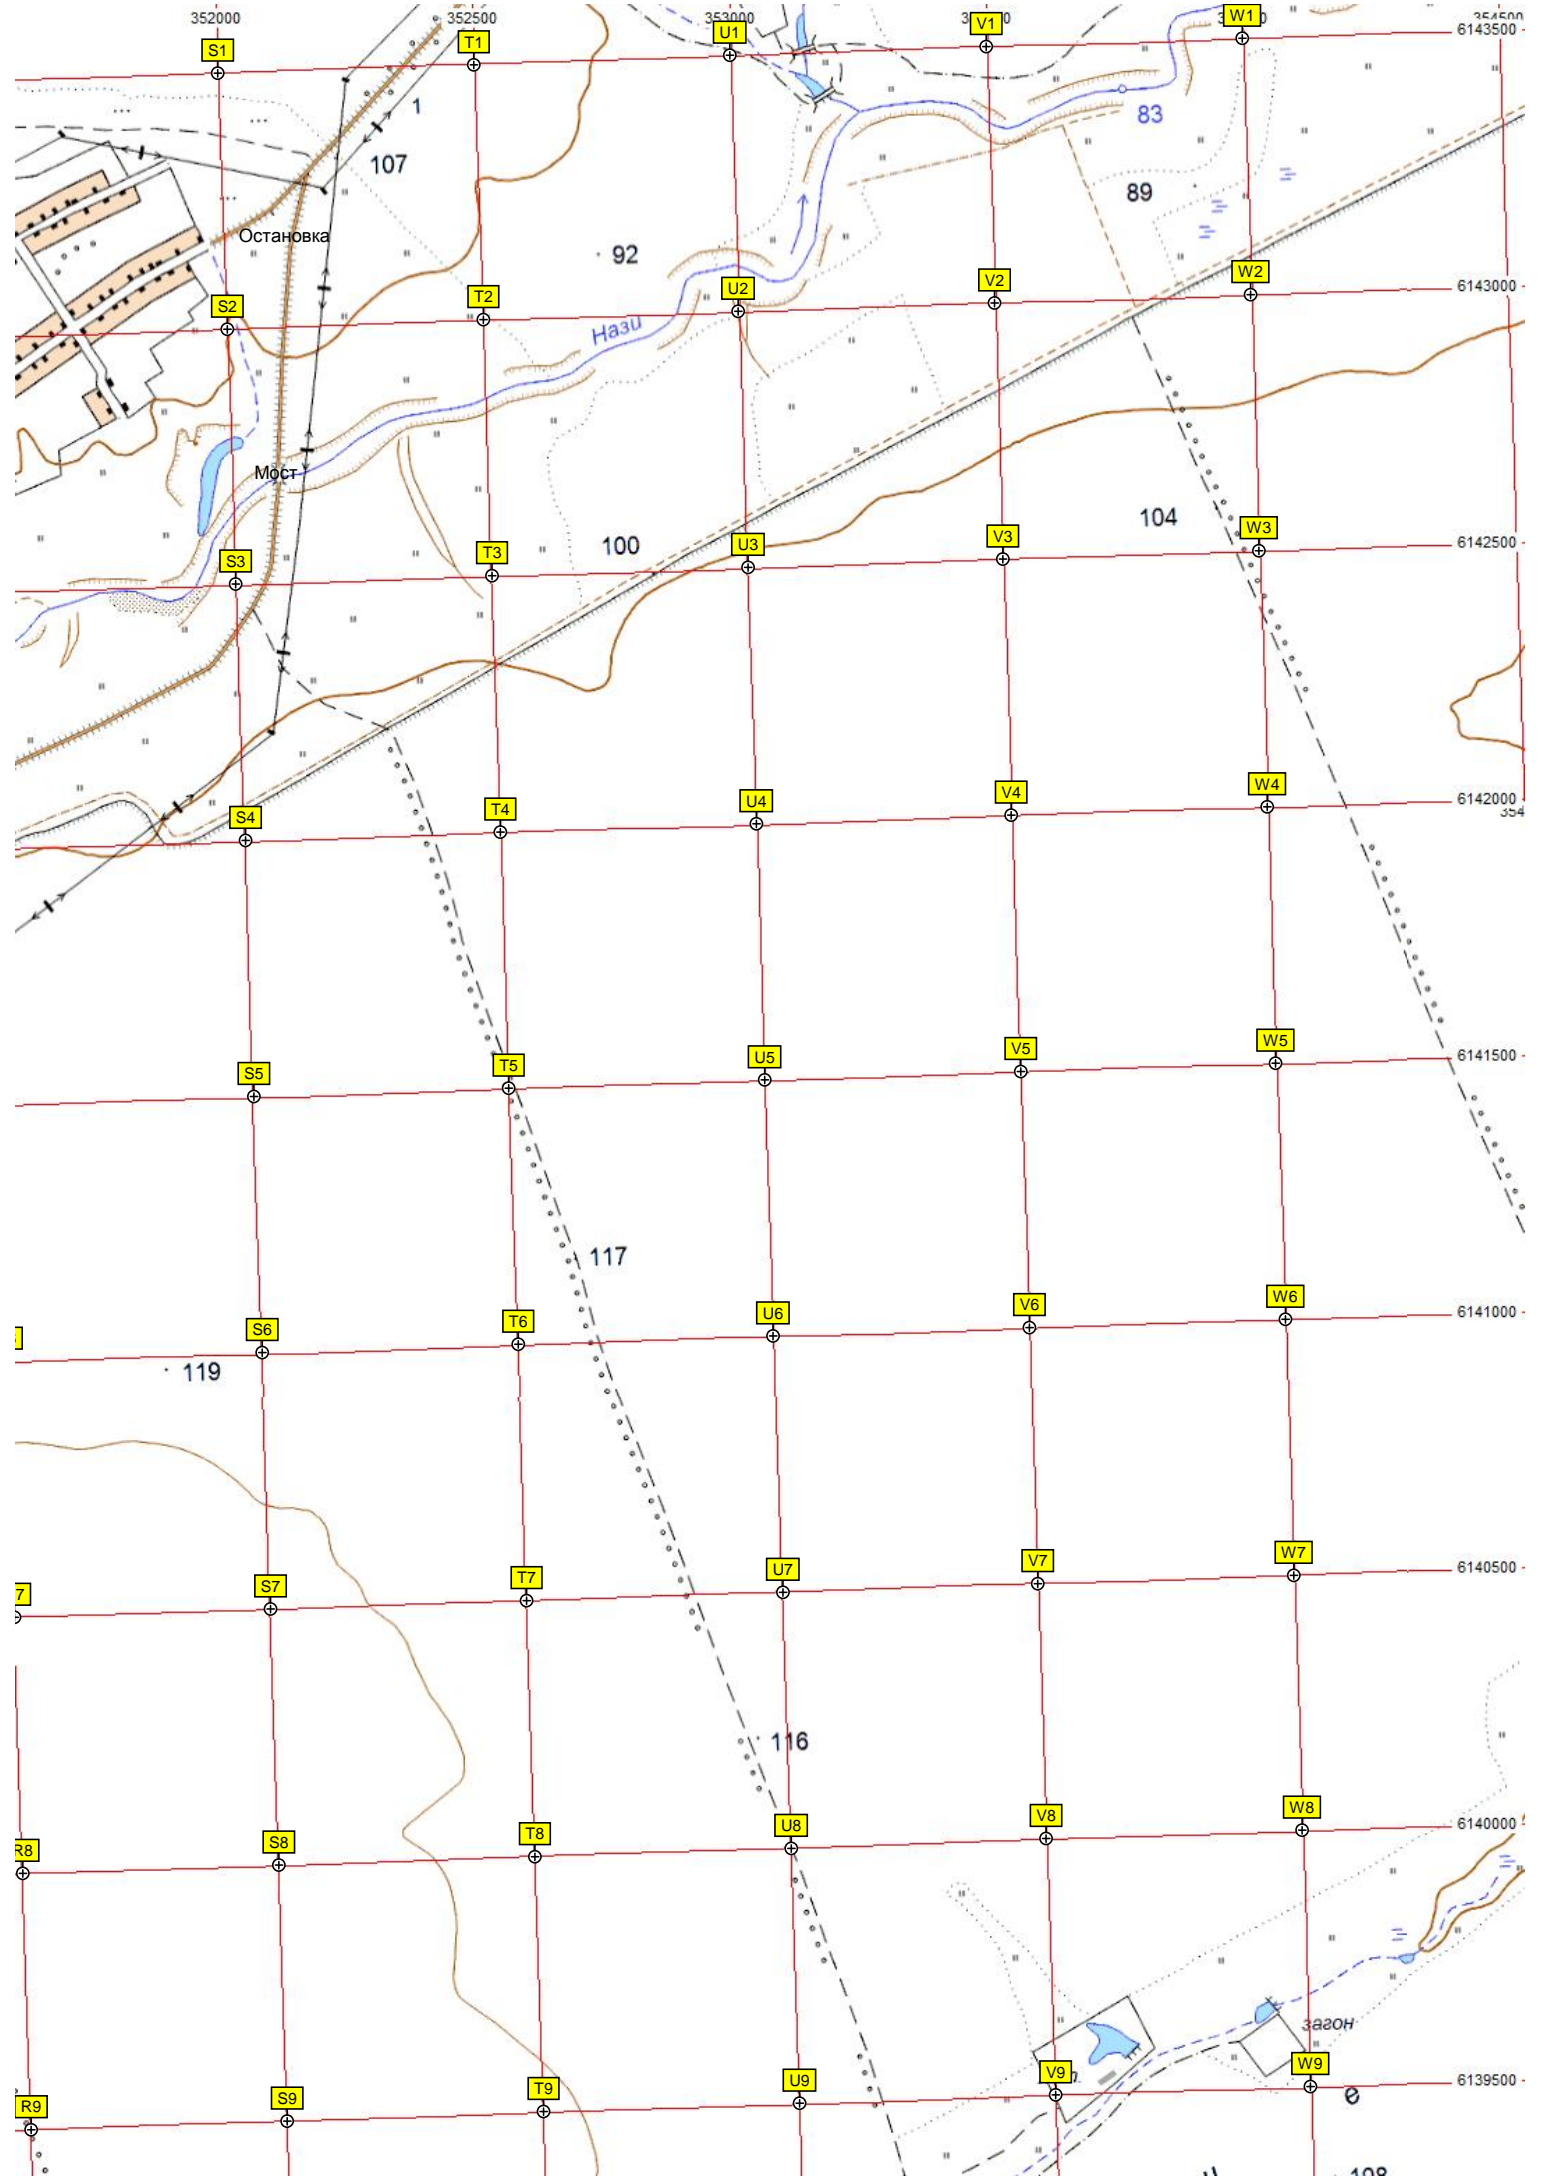 352000 352500 353000 354500
S1 T1 U1 V1 W1 6143500
1
83
107
89
Остановка
92
S2 T2 U2 V2 W2 6143000
Нази
Мост
104
100
S3 T3 U3 V3 W3 6142500
S4 T4 U4 V4 W4 6142000
354
S5 T5 U5 V5 W5 6141500
117
S6 T6 U6 V6 W6 6141000
119
7 S7 T7 U7 V7 W7 6140500
116
R8 S8 T8 U8 V8 W8 6140000
загон
R9 S9 T9 U9 V9 W9 6139500
е